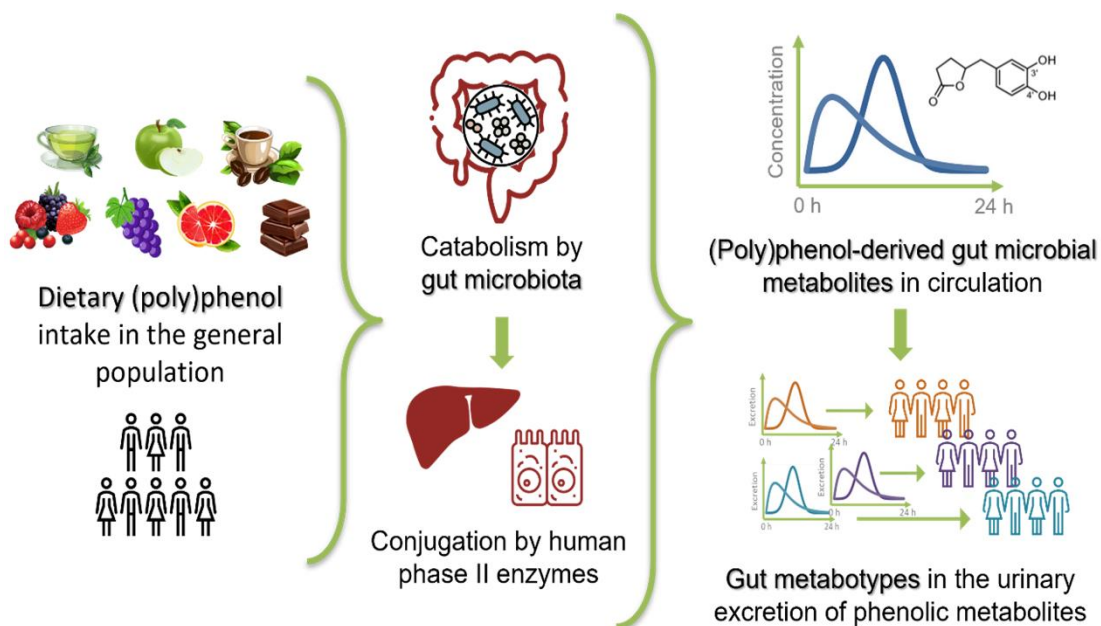 Dietary (poly)phenol
intake in the general
population
Catabolism by
gut microbiota
Conjugation by human
phase II enzymes
Concentration
0 h
24 h
OH
3'
4'
OH
O
O
(Poly)phenol-derived gut microbial
metabolites in circulation
Excretion
0 h
24 h
Excretion
0 h
24 h
Excretion
0 h
24 h
Gut metabotypes in the urinary
excretion of phenolic metabolites